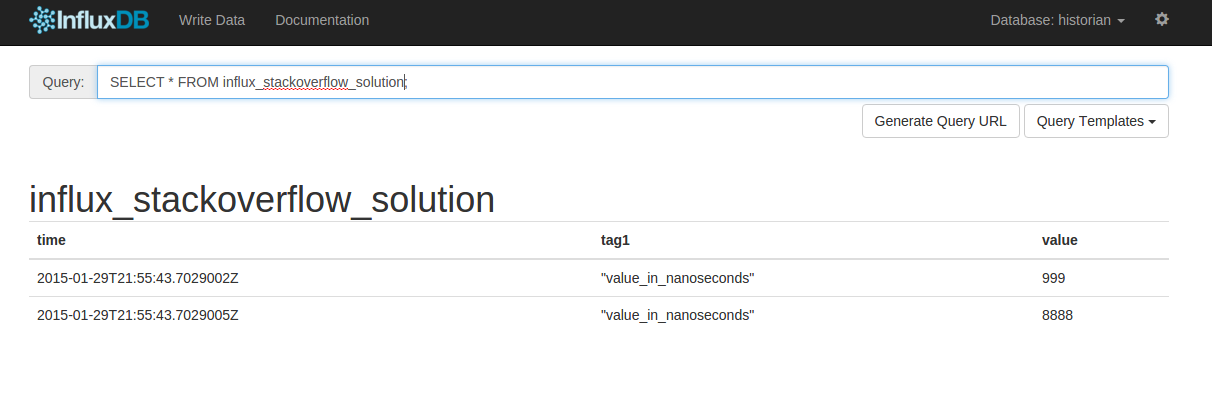 InfluxDB Write Data Documentation Database: historian
Query: SELECT * FROM influx_stackoverflow_solution;
Generate Query URL Query Templates
influx_stackoverflow_solution
time tag1 value
2015-01-29T21:55:43.7029002Z "value_in_nanoseconds" 999
2015-01-29T21:55:43.7029005Z "value_in_nanoseconds" 8888